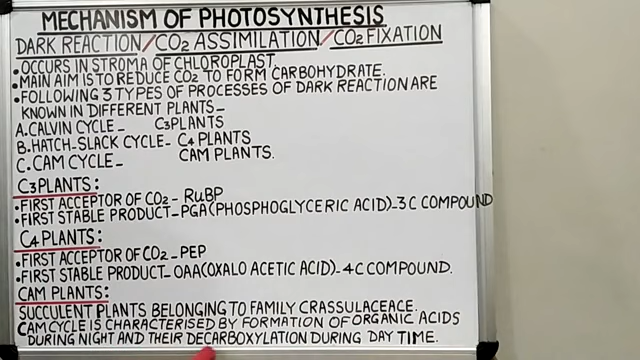 MECHANISM OF PHOTOSYNTHESIS
DARK REACTION/CO2 ASSIMILATION/CO2 FIXATION
•OCCURS IN STROMA OF CHLOROPLAST.
•MAIN AIM IS TO REDUCE CO2 TO FORM CARBOHYDRATE.
•FOLLOWING 3 TYPES OF PROCESSES OF DARK REACTION ARE
KNOWN IN DIFFERENT PLANTS-
A.CALVIN CYCLE- C3PLANTS
B.HATCH-SLACK CYCLE- C4 PLANTS
C.CAM CYCLE- CAM PLANTS.
C3PLANTS:
•FIRST ACCEPTOR OF CO2- RuBP
•FIRST STABLE PRODUCT-PGA(PHOSPHOGLYCERIC ACID)-3C COMPOUND
C4PLANTS:
•FIRST ACCEPTOR OF CO2-PEP
•FIRST STABLE PRODUCT-OAA(OXALO ACETIC ACID)-4C COMPOUND.
CAM PLANTS:
SUCCULENT PLANTS BELONGING TO FAMILY CRASSULACEACE.
CAM CYCLE IS CHARACTERISED BY FORMATION OF ORGANIC ACIDS
DURING NIGHT AND THEIR DECARBOXYLATION DURING DAY TIME.